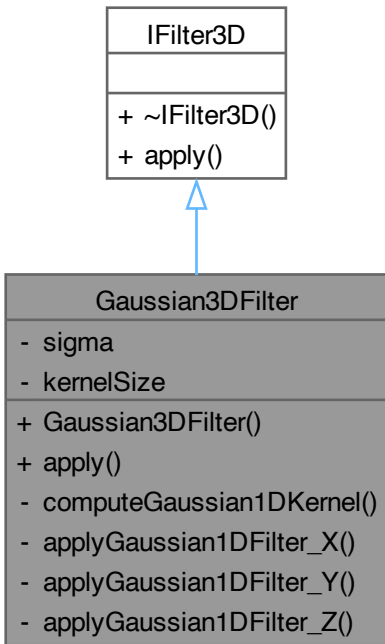 IFilter3D
+ ~IFilter3D()
+ apply()
Gaussian3DFilter
- sigma
- kernelSize
+ Gaussian3DFilter()
+ apply()
- computeGaussian1DKernel()
- applyGaussian1DFilter_X()
- applyGaussian1DFilter_Y()
- applyGaussian1DFilter_Z()